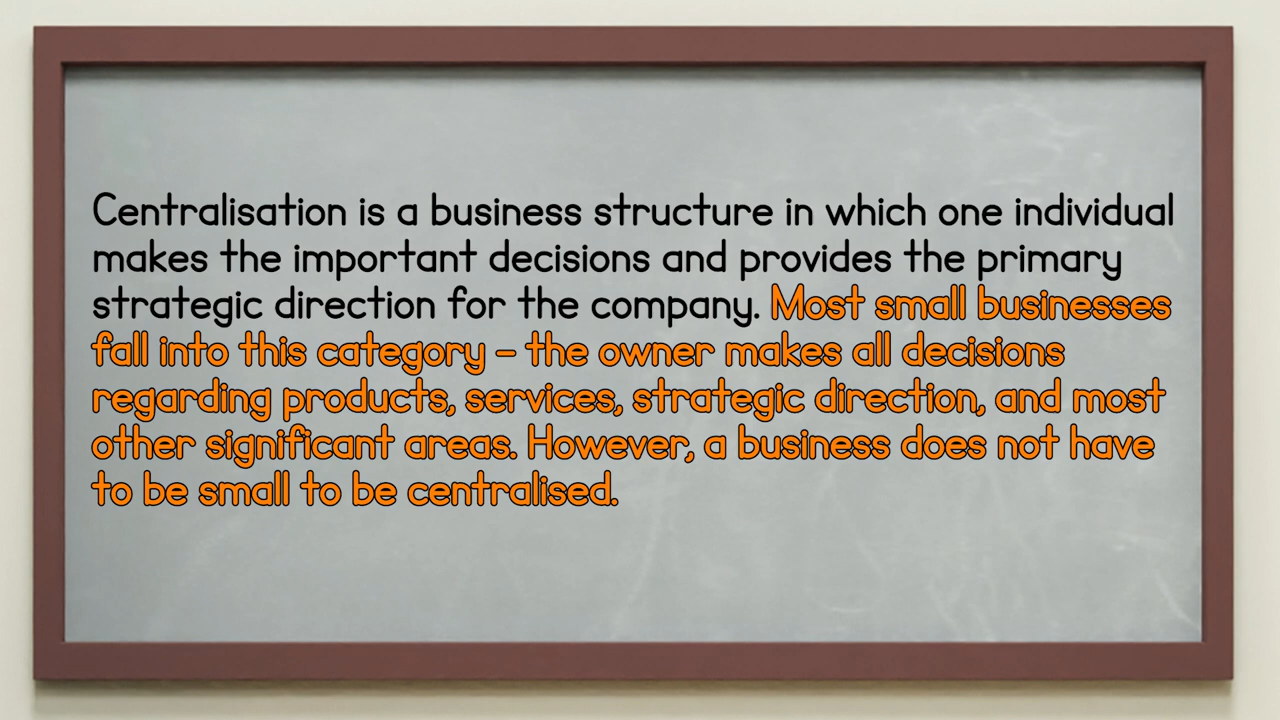 Centralisation is a business structure in which one individual
makes the important decisions and provides the primary
strategic direction for the company. Most small businesses
fall into this category – the owner makes all decisions
regarding products, services, strategic direction, and most
other significant areas. However, a business does not have
to be small to be centralised.